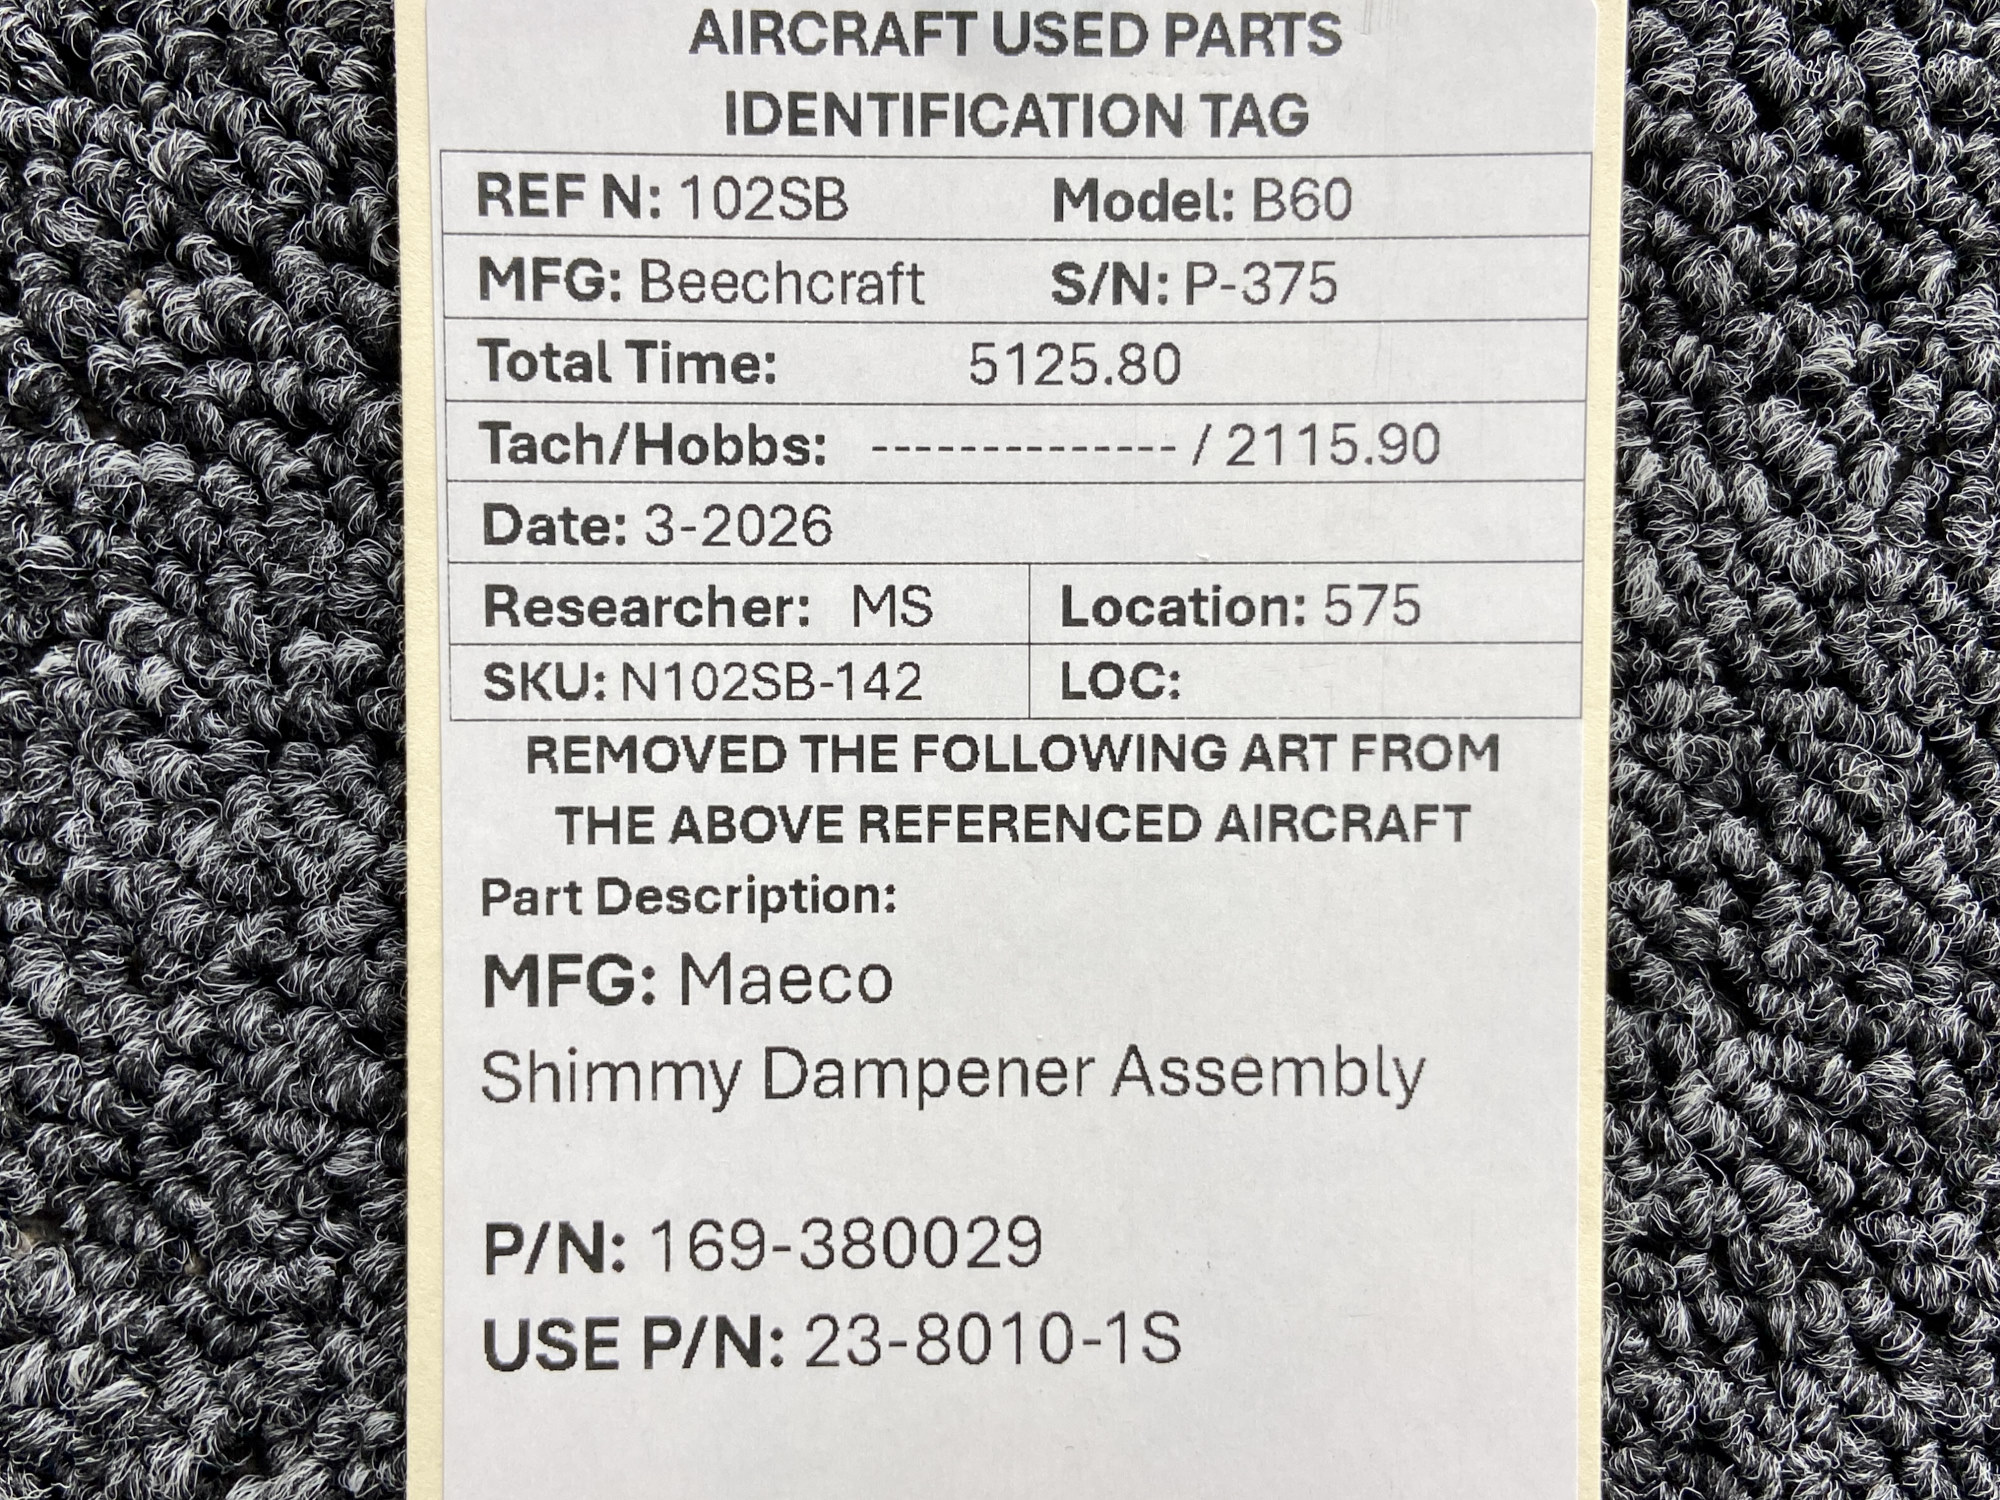 AIRCRAFT USED PARTS
IDENTIFICATION TAG
REF N: 102SB Model: B60
MFG: Beechcraft S/N: P-375
Total Time: 5125.80
Tach/Hobbs: -------------- / 2115.90
Date: 3-2026
Researcher: MS Location: 575
SKU: N102SB-142 LOC:
REMOVED THE FOLLOWING ART FROM
THE ABOVE REFERENCED AIRCRAFT
Part Description:
MFG: Maeco
Shimmy Dampener Assembly
P/N: 169-380029
USE P/N: 23-8010-1S